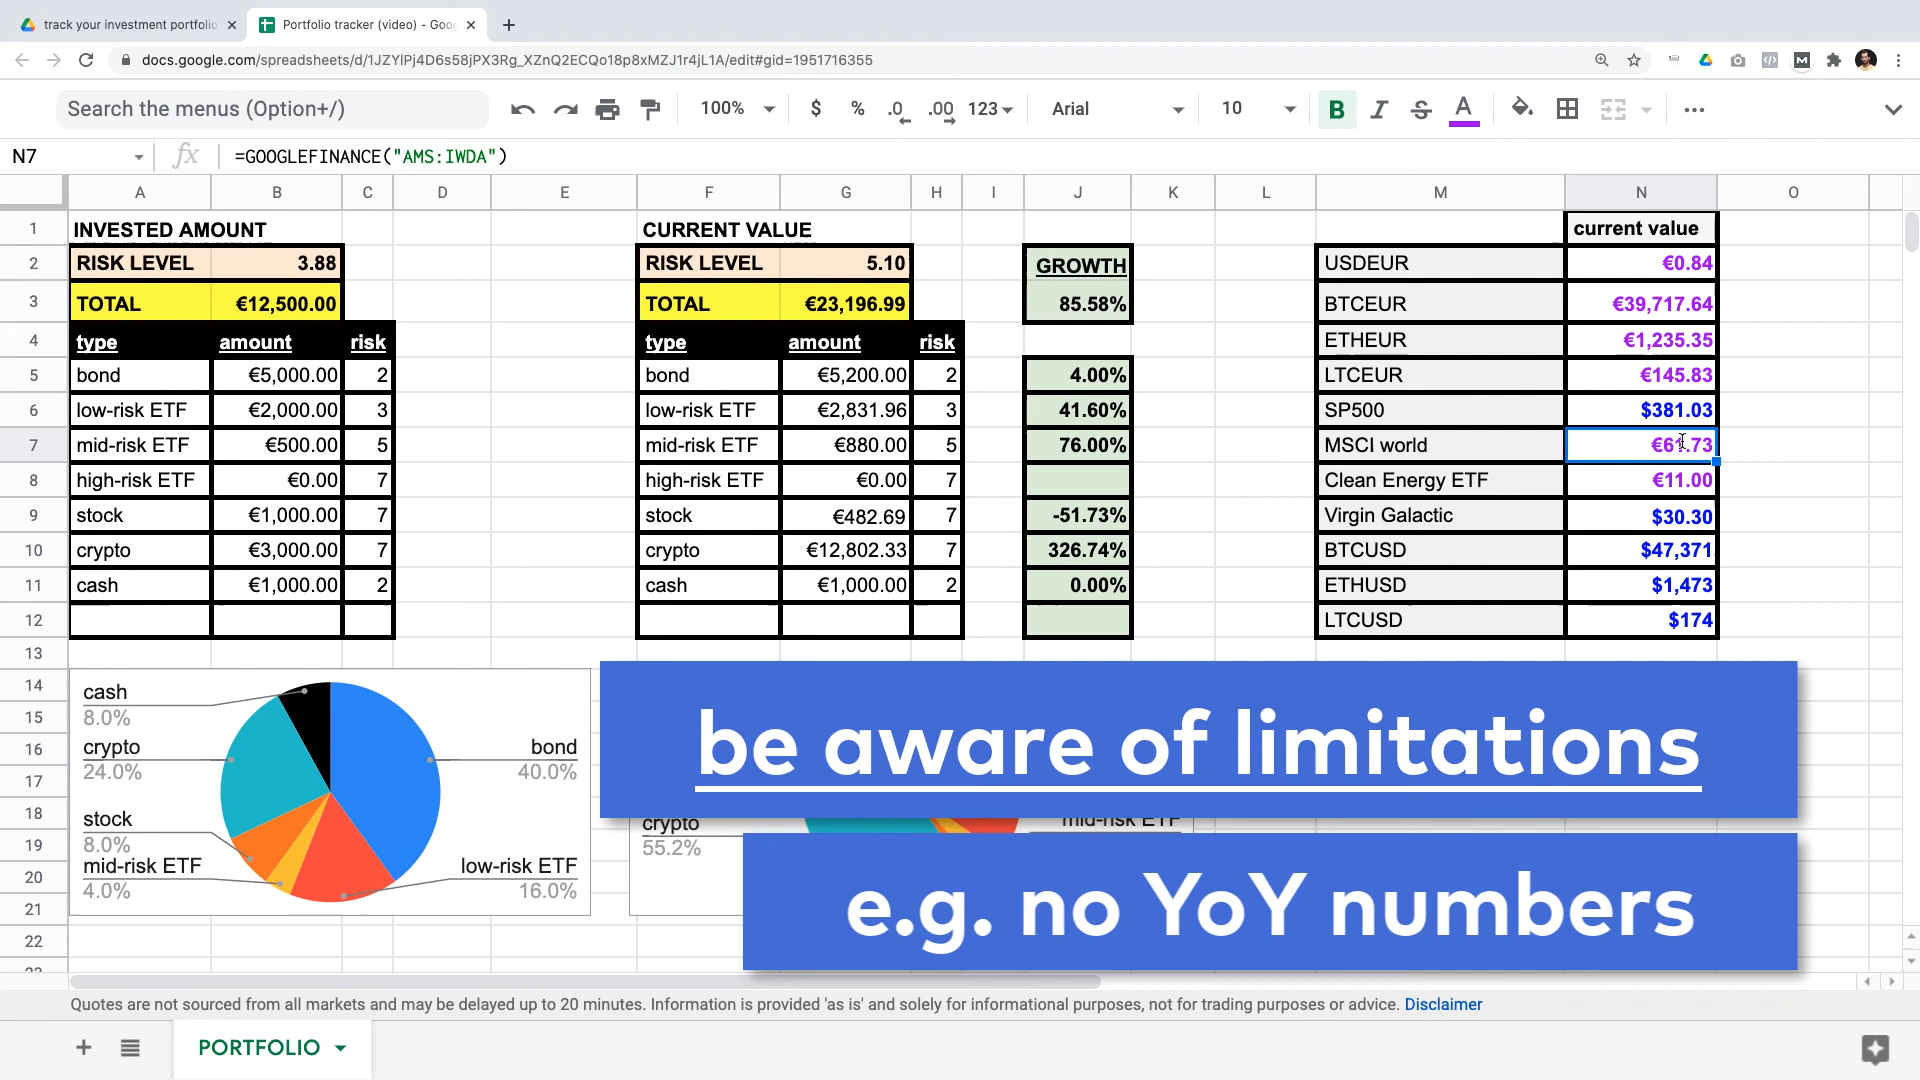 track your investment portfolio
Portfolio tracker (video) - Goo
docs.google.com/spreadsheets/d/1JZYlPj4D6s58jPX3Rg_XZnQ2ECQo18p8xMZJ1r4jL1A/edit#gid=1951716355
Search the menus (Option+/) 100% $ % .0 .00 123 Arial 10 B I S A
N7 fx =GOOGLEFINANCE("AMS:IWDA")
A B C D E F G H I J K L M N O
1 INVESTED AMOUNT CURRENT VALUE current value
2 RISK LEVEL 3.88 RISK LEVEL 5.10 GROWTH USDEUR €0.84
3 TOTAL €12,500.00 TOTAL €23,196.99 85.58% BTCEUR €39,717.64
4 type amount risk type amount risk ETHEUR €1,235.35
5 bond €5,000.00 2 bond €5,200.00 2 4.00% LTCEUR €145.83
6 low-risk ETF €2,000.00 3 low-risk ETF €2,831.96 3 41.60% SP500 $381.03
7 mid-risk ETF €500.00 5 mid-risk ETF €880.00 5 76.00% MSCI world €61.73
8 high-risk ETF €0.00 7 high-risk ETF €0.00 7 Clean Energy ETF €11.00
9 stock €1,000.00 7 stock €482.69 7 -51.73% Virgin Galactic $30.30
10 crypto €3,000.00 7 crypto €12,802.33 7 326.74% BTCUSD $47,371
11 cash €1,000.00 2 cash €1,000.00 2 0.00% ETHUSD $1,473
12 LTCUSD $174
13
14
15
16
17
18
19
20
21
22
23
cash
8.0%
crypto
24.0%
stock
8.0%
mid-risk ETF
4.0%
bond
40.0%
low-risk ETF
16.0%
be aware of limitations
crypto
55.2%
mid-risk ETF
e.g. no YoY numbers
Quotes are not sourced from all markets and may be delayed up to 20 minutes. Information is provided 'as is' and solely for informational purposes, not for trading purposes or advice. Disclaimer
PORTFOLIO